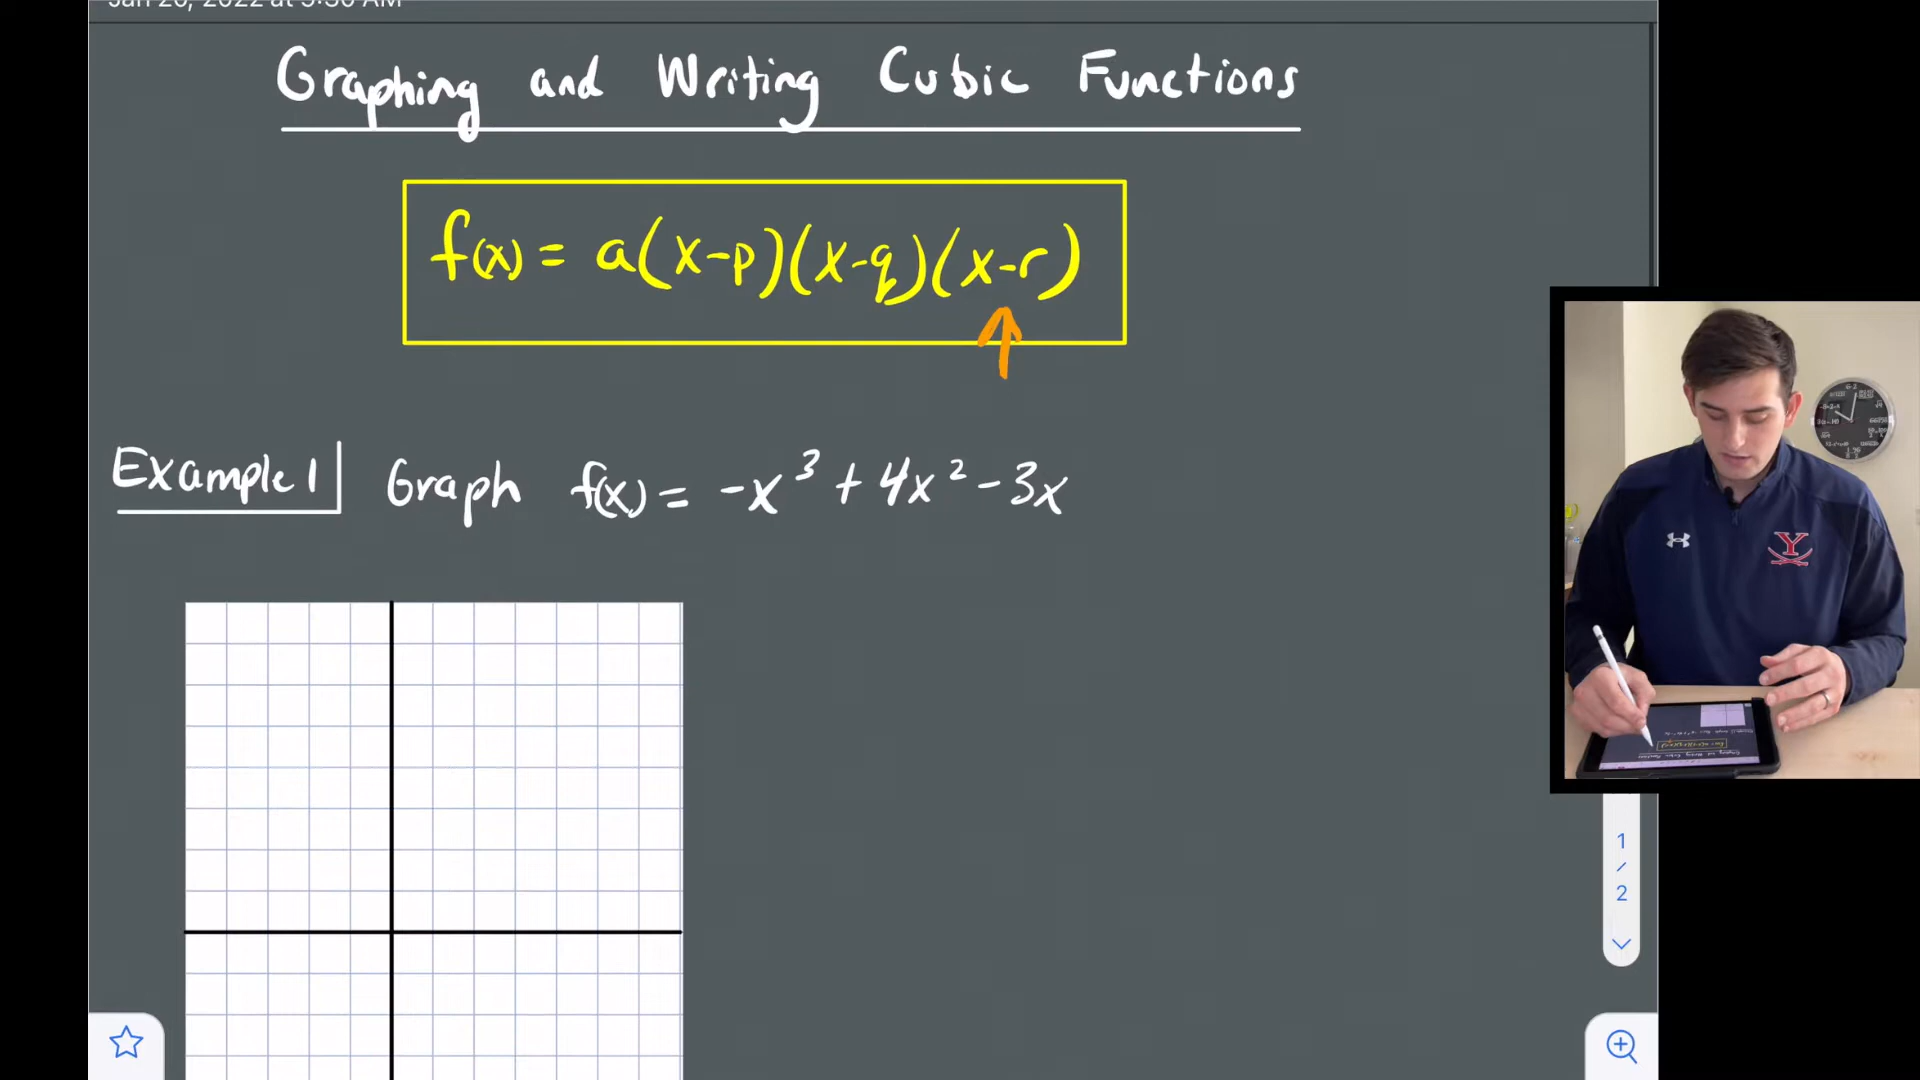 Graphing and Writing Cubic Functions
f(x) = a(x-p)(x-q)(x-r)
Example 1 Graph f(x) = -x³ + 4x² - 3x
Y
1
/
2